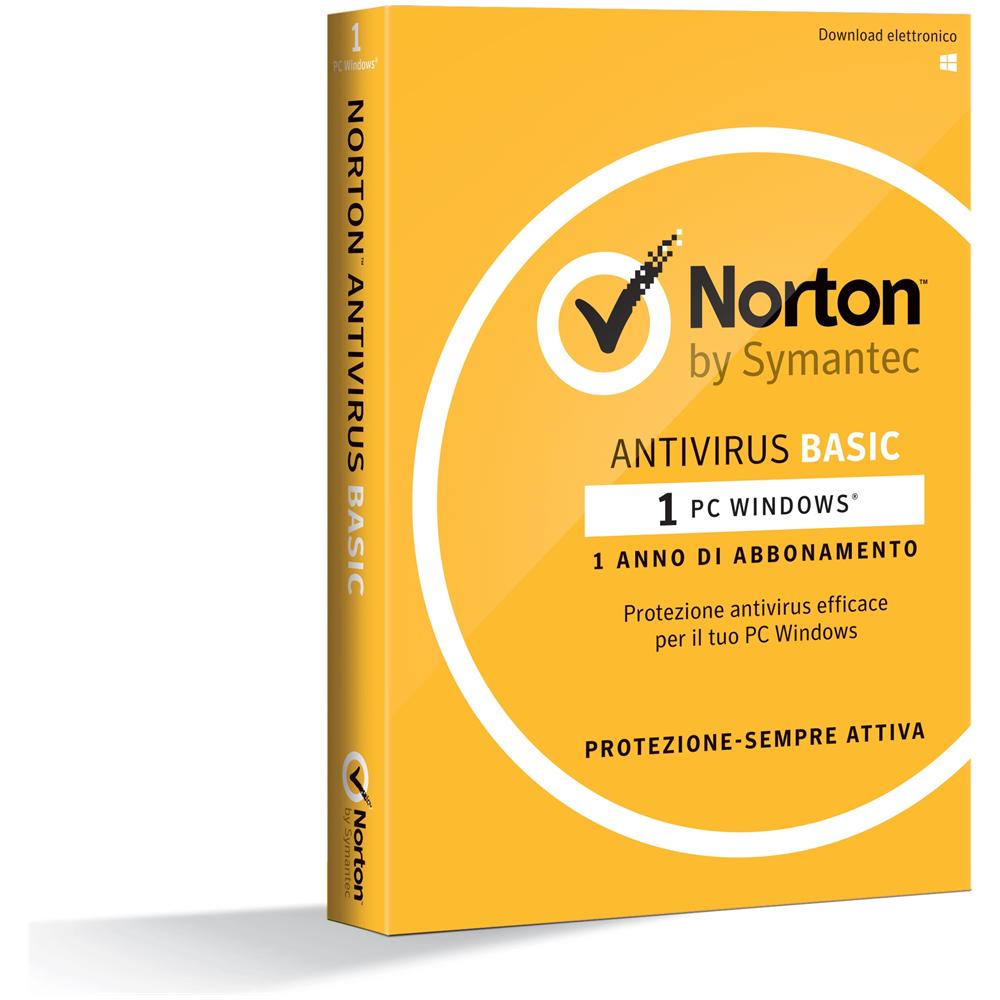 1
PC Windows®
NORTON™ ANTIVIRUS BASIC
Norton
by Symantec
Download elettronico
Norton™
by Symantec
ANTIVIRUS BASIC
1 PC WINDOWS®
1 ANNO DI ABBONAMENTO
Protezione antivirus efficace
per il tuo PC Windows
PROTEZIONE-SEMPRE ATTIVA